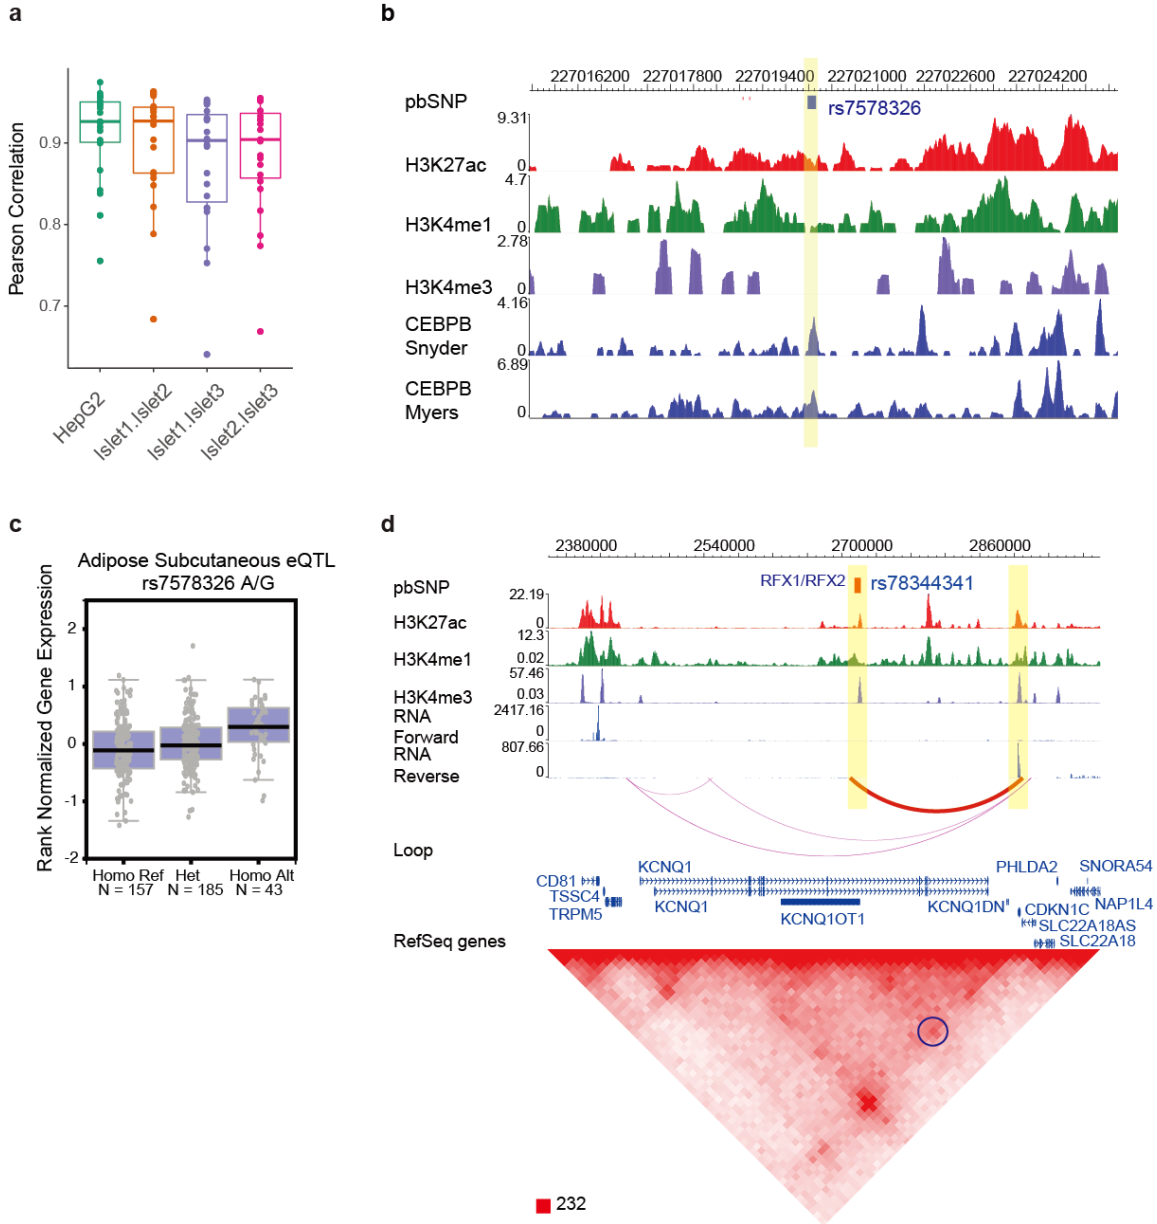 a
Pearson Correlation
0.9
0.8
0.7
HepG2
Islet1.Islet2
Islet1.Islet3
Islet2.Islet3
b
227016200 227017800 227019400 227021000 227022600 227024200
pbSNP
rs7578326
9.31
H3K27ac
0
4.7
H3K4me1
0
2.78
H3K4me3
0
4.16
CEBPB
Snyder
0
6.89
CEBPB
Myers
0
c
Adipose Subcutaneous eQTL
rs7578326 A/G
Rank Normalized Gene Expression
2
1
0
-1
-2
Homo Ref Het Homo Alt
N = 157 N = 185 N = 43
d
2380000 2540000 2700000 2860000
pbSNP
RFX1/RFX2 rs78344341
22.19
H3K27ac
0
12.3
H3K4me1
0.02
57.46
H3K4me3
0.03
RNA
2417.16
Forward
0
RNA
807.66
Reverse
0
Loop
KCNQ1 PHLDA2 SNORA54
CD81
TSSC4 KCNQ1 KCNQ1DN CDKN1C NAP1L4
TRPM5 KCNQ1OT1 SLC22A18AS
RefSeq genes SLC22A18
232